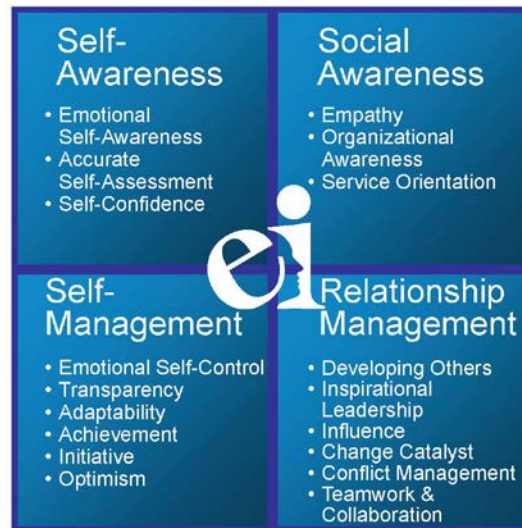 Self-
Awareness
• Emotional
Self-Awareness
• Accurate
Self-Assessment
• Self-Confidence
Social
Awareness
• Empathy
• Organizational
Awareness
• Service Orientation
ei
Self-
Management
• Emotional Self-Control
• Transparency
• Adaptability
• Achievement
• Initiative
• Optimism
Relationship
Management
• Developing Others
• Inspirational
Leadership
• Influence
• Change Catalyst
• Conflict Management
• Teamwork &
Collaboration